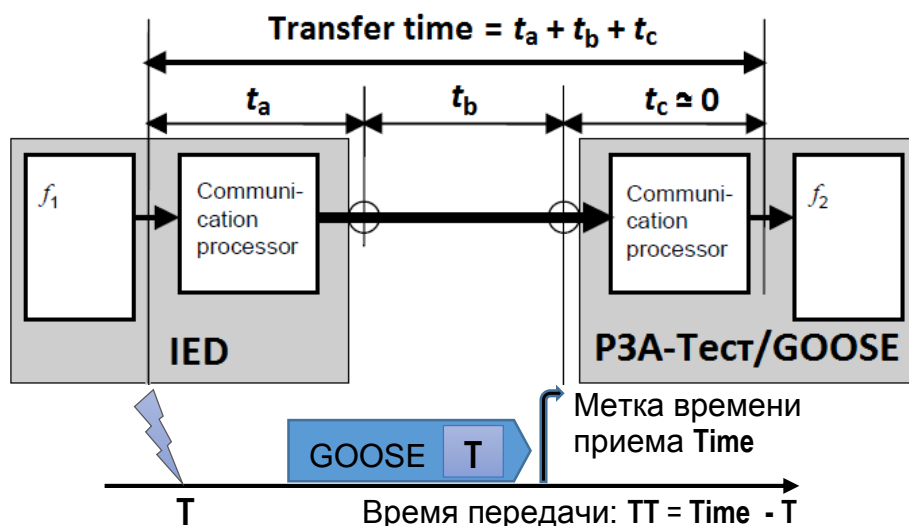 Transfer time = ta + tb + tc
ta
tb
tc ≃ 0
f1
Communi-
cation
processor
Communi-
cation
processor
f2
IED
РЗА-Тест/GOOSE
Метка времени
приема Time
GOOSE T
T
Время передачи: TT = Time - T